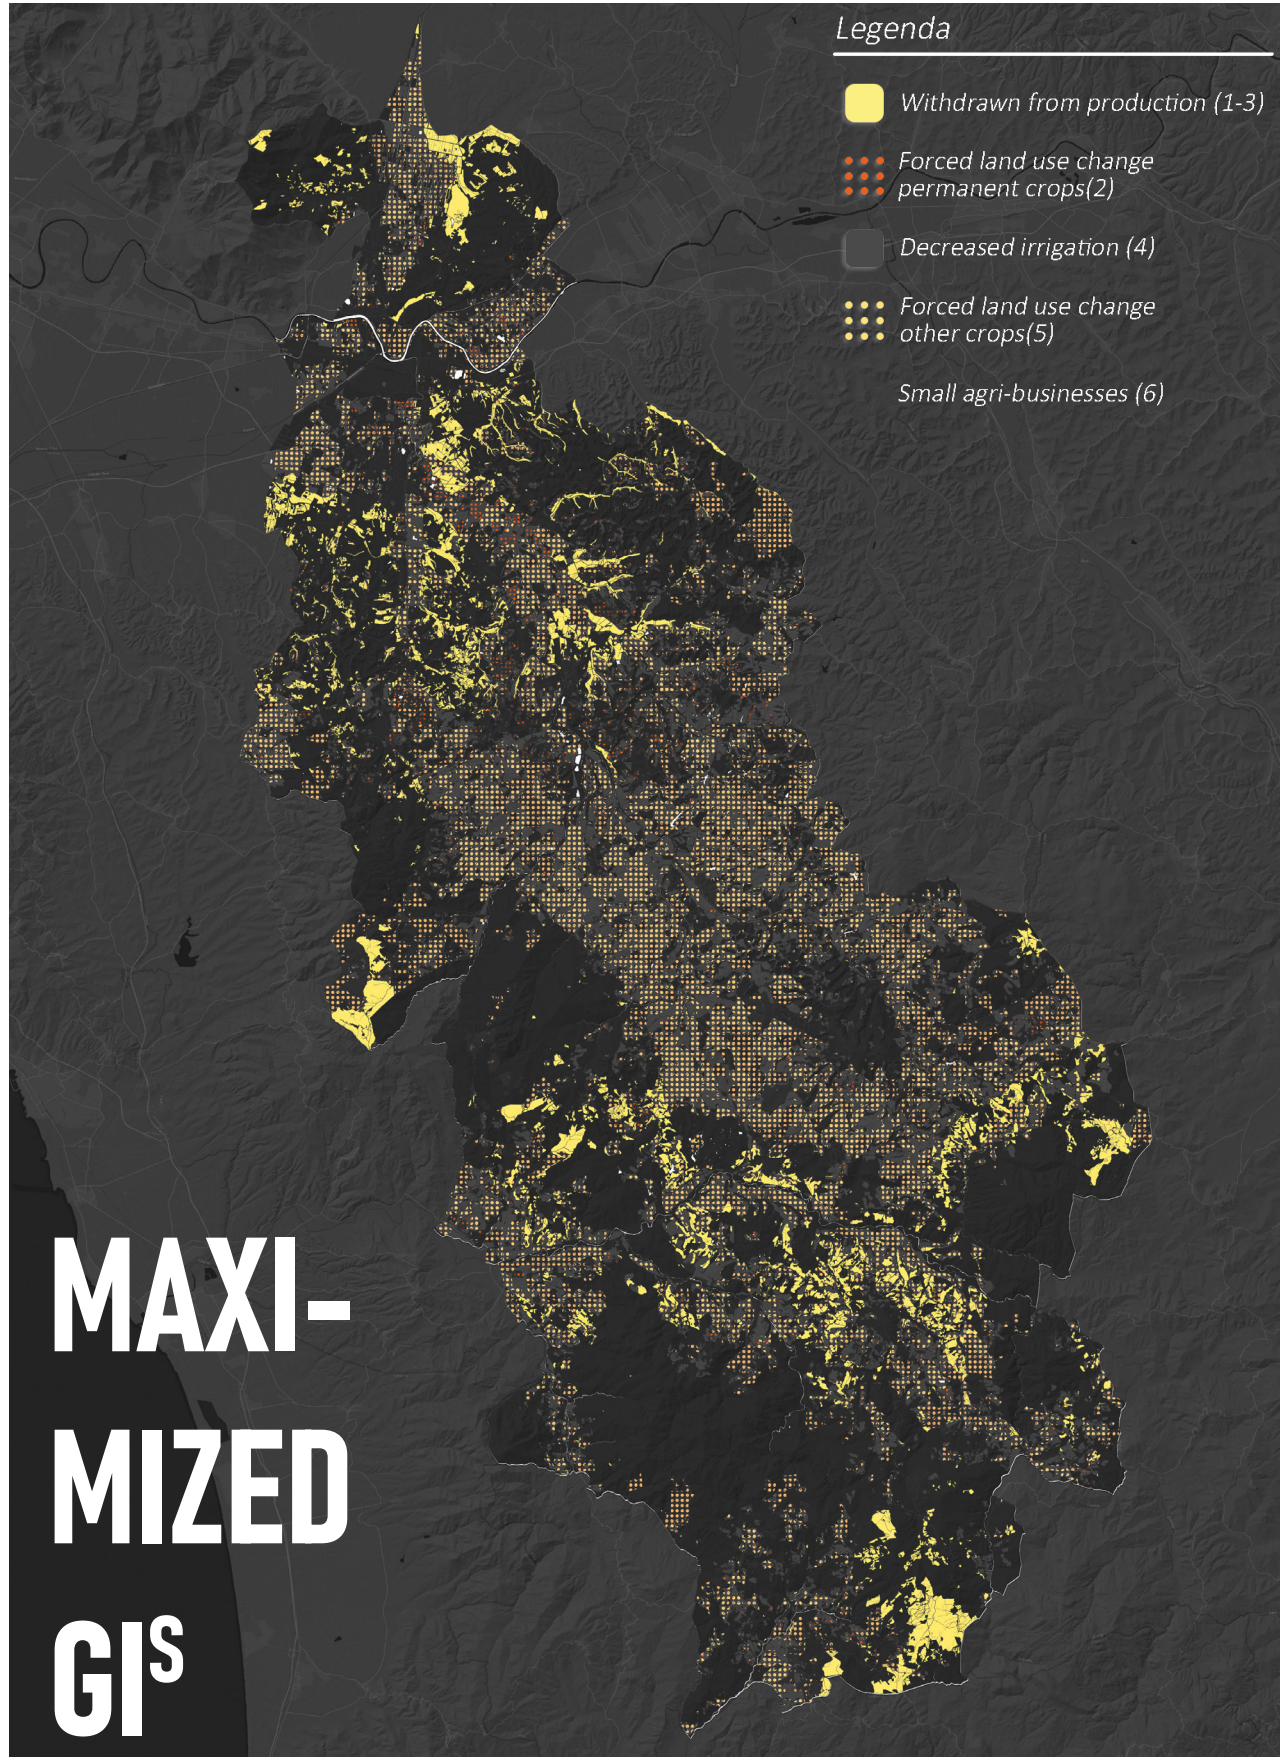 Legenda
Withdrawn from production (1-3)
Forced land use change
permanent crops(2)
Decreased irrigation (4)
Forced land use change
other crops(5)
Small agri-businesses (6)
MAXI-
MIZED
GIS